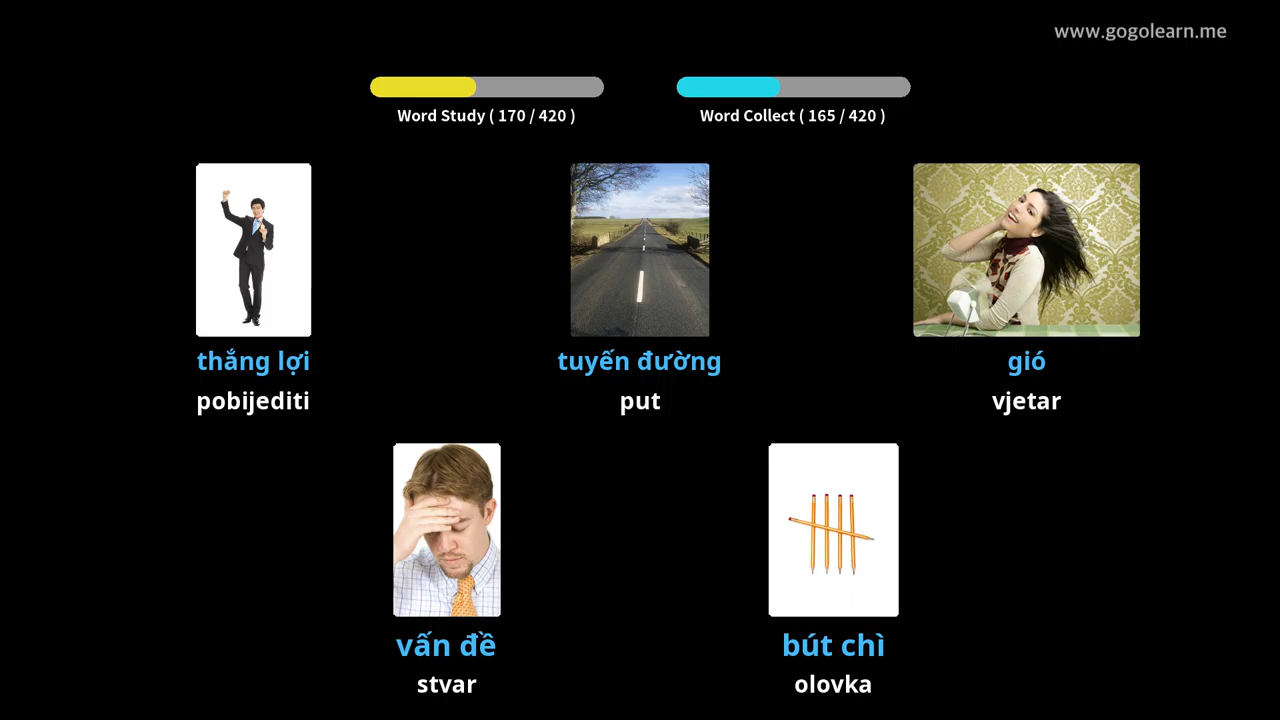 www.gogolearn.me
Word Study ( 170 / 420 )
Word Collect ( 165 / 420 )
thắng lợi
pobijediti
tuyến đường
put
gió
vjetar
vấn đề
stvar
bút chì
olovka